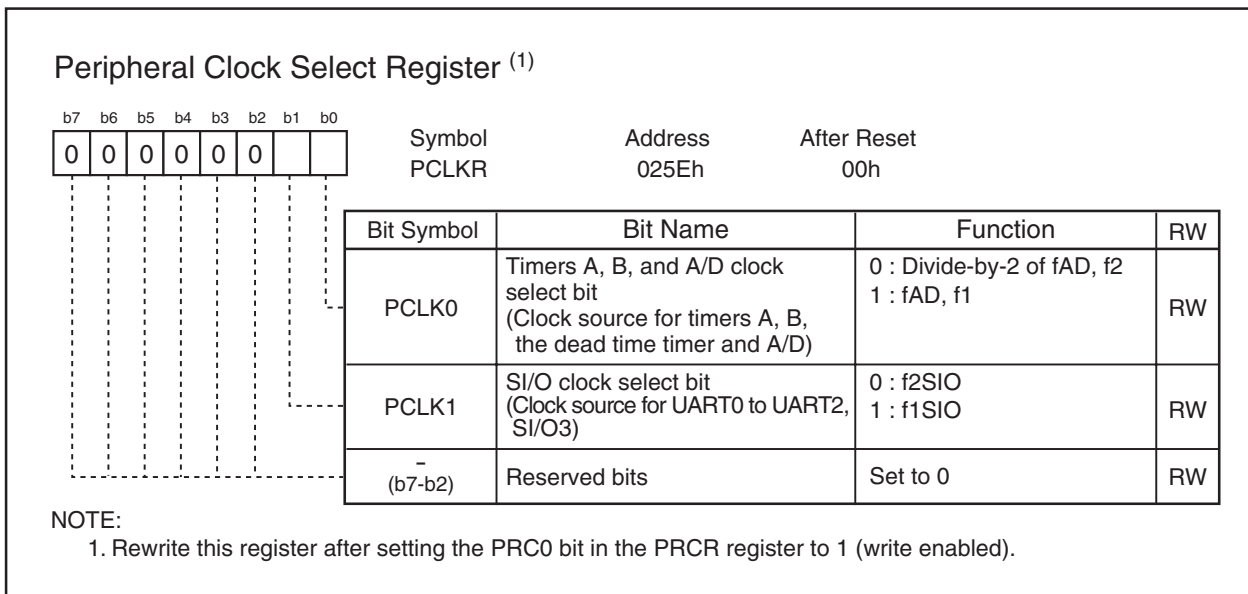 Peripheral Clock Select Register (1)
b7 b6 b5 b4 b3 b2 b1 b0
0 0 0 0 0 0
Symbol Address After Reset
PCLKR 025Eh 00h
Bit Symbol Bit Name Function RW
PCLK0
Timers A, B, and A/D clock
select bit
(Clock source for timers A, B,
the dead time timer and A/D)
0 : Divide-by-2 of fAD, f2
1 : fAD, f1
RW
PCLK1
SI/O clock select bit
(Clock source for UART0 to UART2,
SI/O3)
0 : f2SIO
1 : f1SIO
RW
–
(b7-b2)
Reserved bits
Set to 0
RW
NOTE:
1. Rewrite this register after setting the PRC0 bit in the PRCR register to 1 (write enabled).